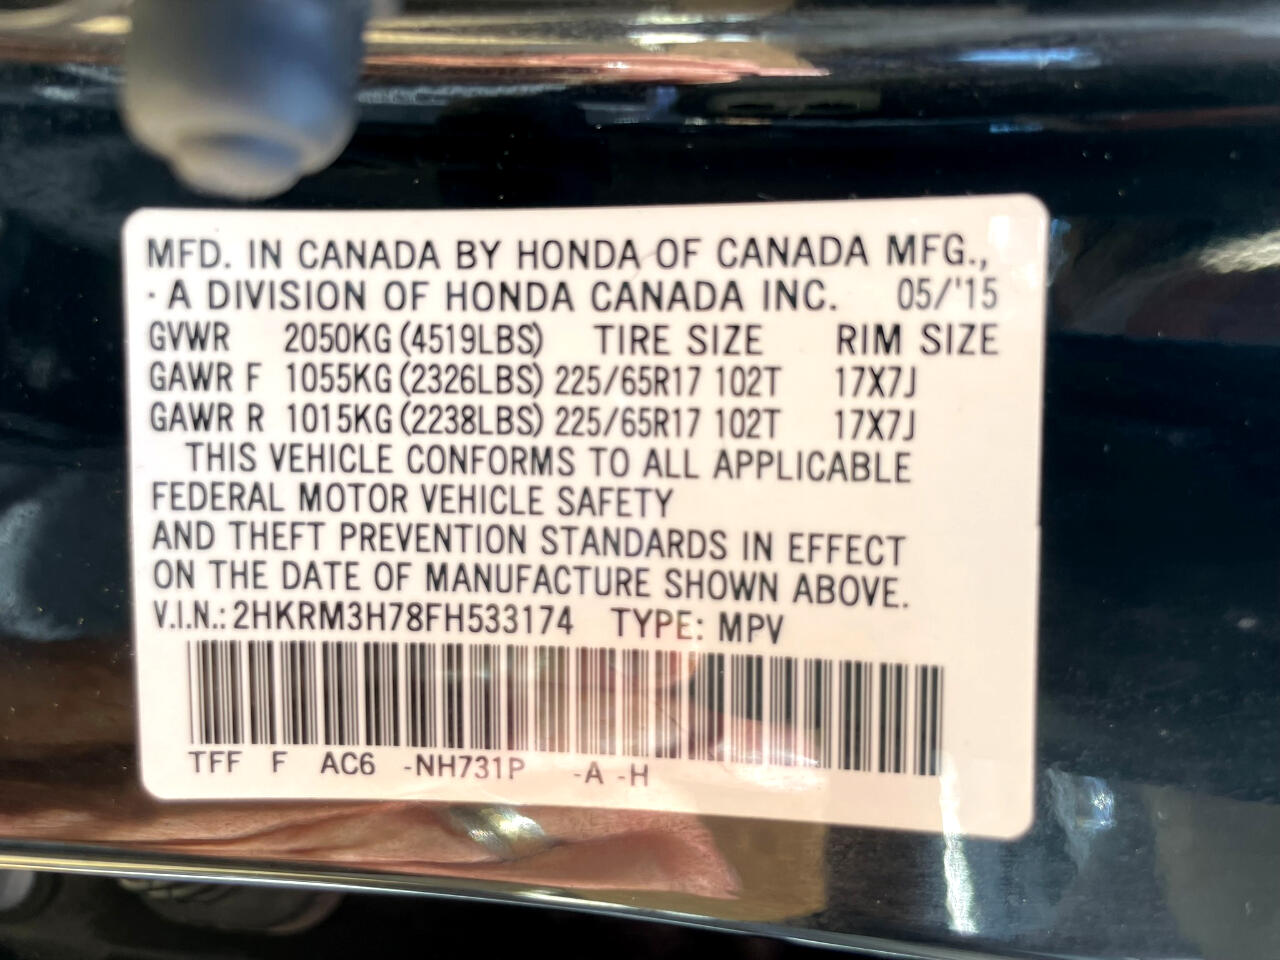 MFD. IN CANADA BY HONDA OF CANADA MFG.,
· A DIVISION OF HONDA CANADA INC. 05/'15
GVWR 2050KG (4519LBS) TIRE SIZE RIM SIZE
GAWR F 1055KG (2326LBS) 225/65R17 102T 17X7J
GAWR R 1015KG (2238LBS) 225/65R17 102T 17X7J
THIS VEHICLE CONFORMS TO ALL APPLICABLE
FEDERAL MOTOR VEHICLE SAFETY
AND THEFT PREVENTION STANDARDS IN EFFECT
ON THE DATE OF MANUFACTURE SHOWN ABOVE.
V.I.N.: 2HKRM3H78FH533174 TYPE: MPV
TFF F AC6 -NH731P -A -H